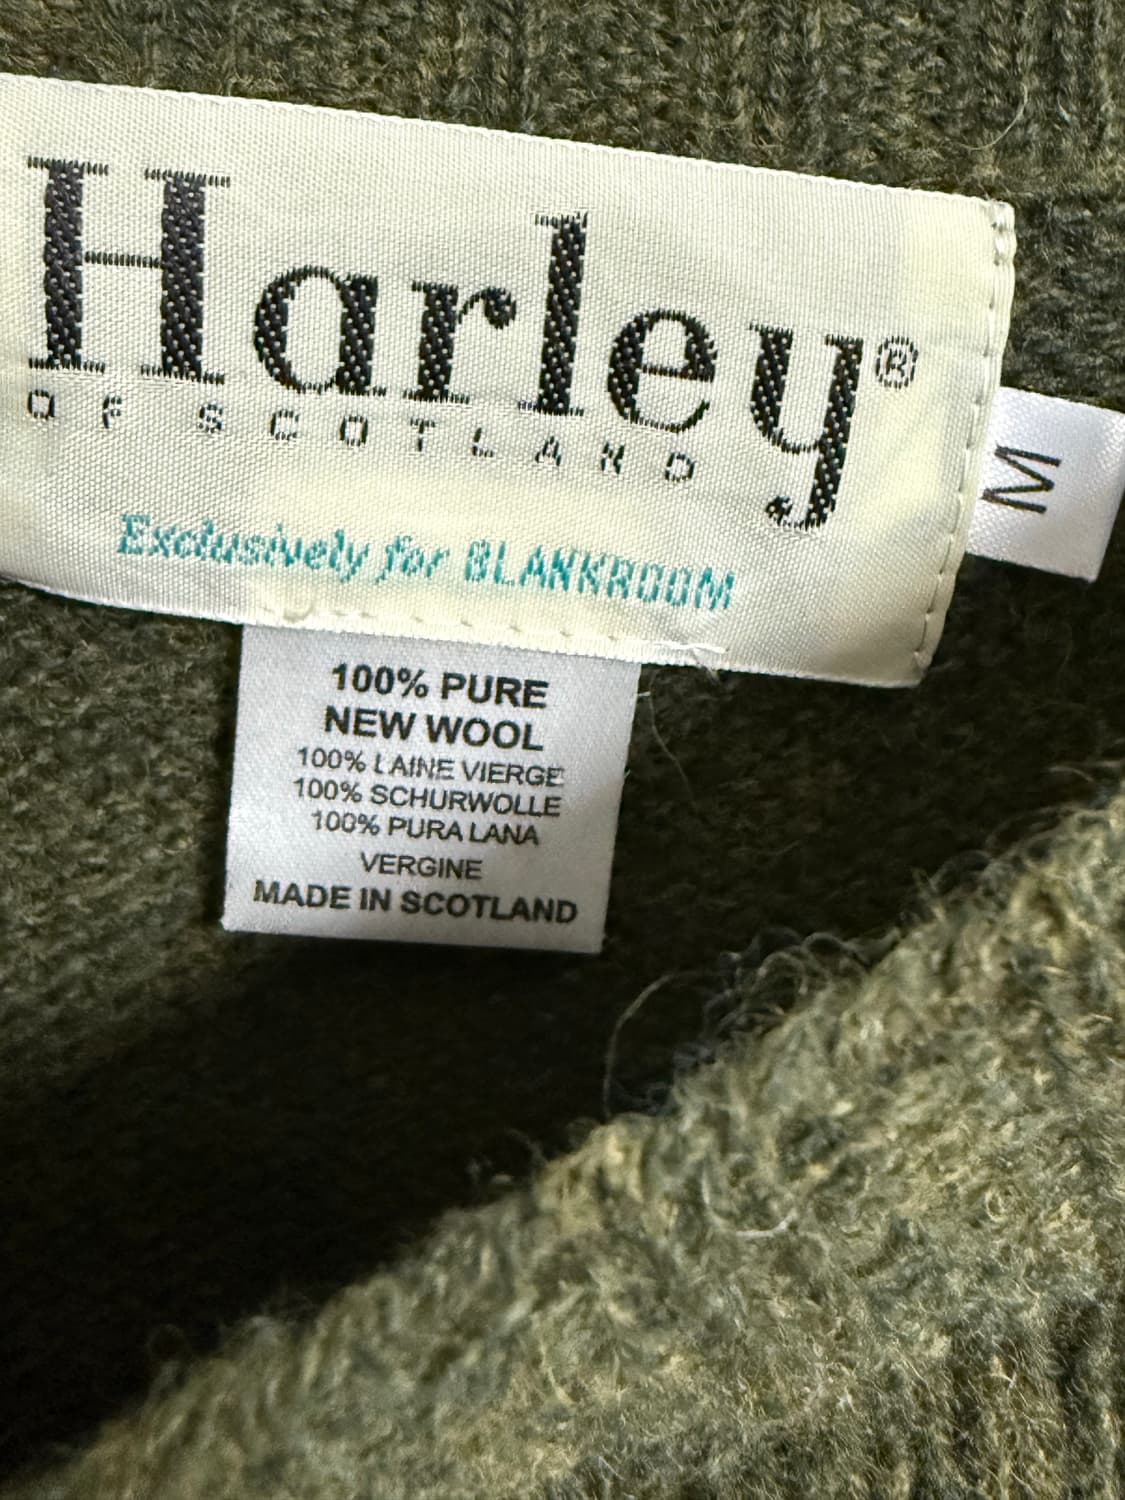 Harley®
OF SCOTLAND
Exclusively for BLANKROOM
M
100% PURE
NEW WOOL
100% LAINE VIERGE
100% SCHURWOLLE
100% PURA LANA
VERGINE
MADE IN SCOTLAND